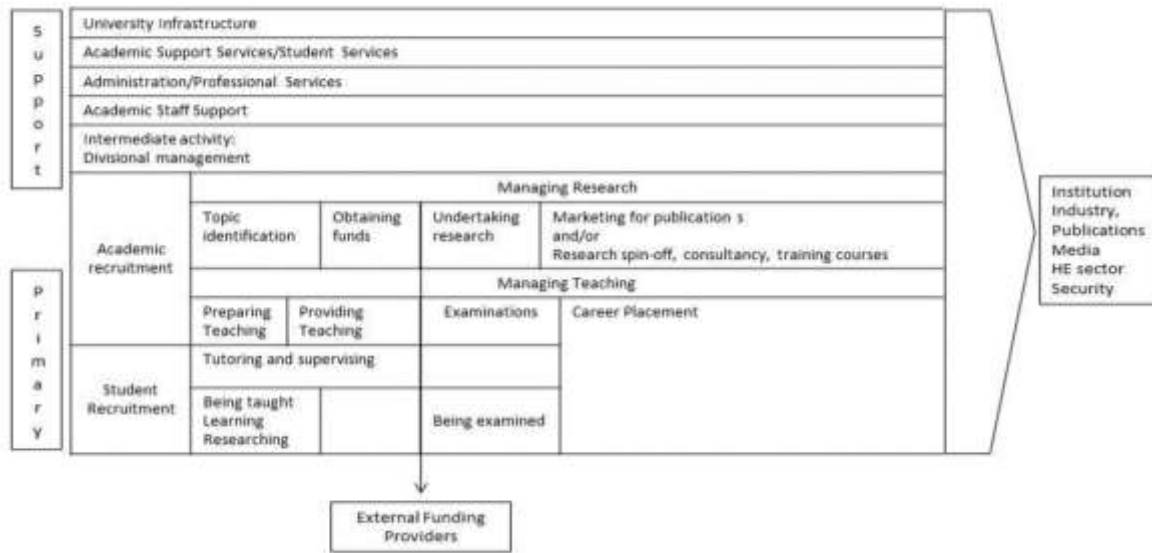 Support
University Infrastructure
Academic Support Services/Student Services
Administration/Professional Services
Academic Staff Support
Intermediate activity:
Divisional management
Primary
Academic
recruitment
Managing Research
Topic
identification
Obtaining
funds
Undertaking
research
Marketing for publication s
and/or
Research spin-off, consultancy, training courses
Managing Teaching
Preparing
Teaching
Providing
Teaching
Examinations
Career Placement
Student
Recruitment
Tutoring and supervising
Being taught
Learning
Researching
Being examined
Institution
Industry,
Publications
Media
HE sector
Security
External Funding
Providers